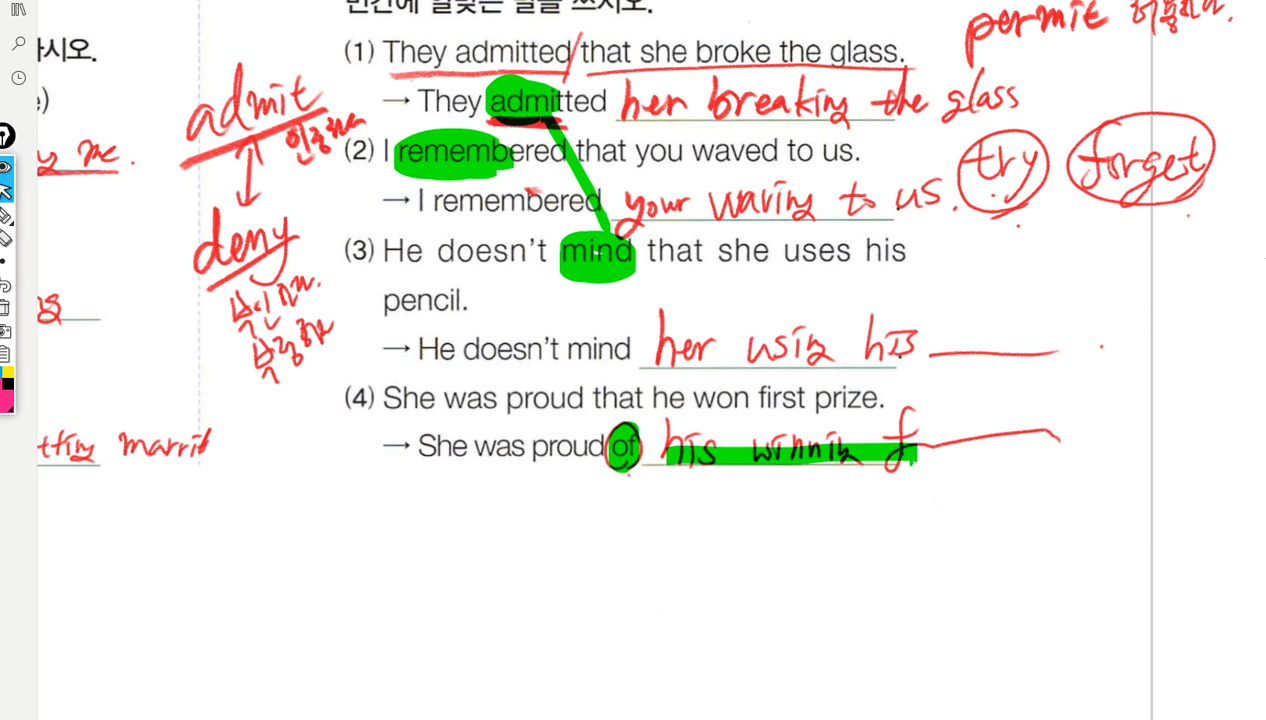 빈칸에 알맞은 말을 쓰시오.
permit 허용하다.
하시오.
(1) They admitted / that she broke the glass.
→ They admitted her breaking the glass
admit
인정하다
(2) I remembered that you waved to us.
try forget
y me.
→ I remembered your waving to us.
deny
부인하다.
부정하다
(3) He doesn't mind that she uses his
pencil.
→ He doesn't mind her using his
(4) She was proud that he won first prize.
→ She was proud of his winning f